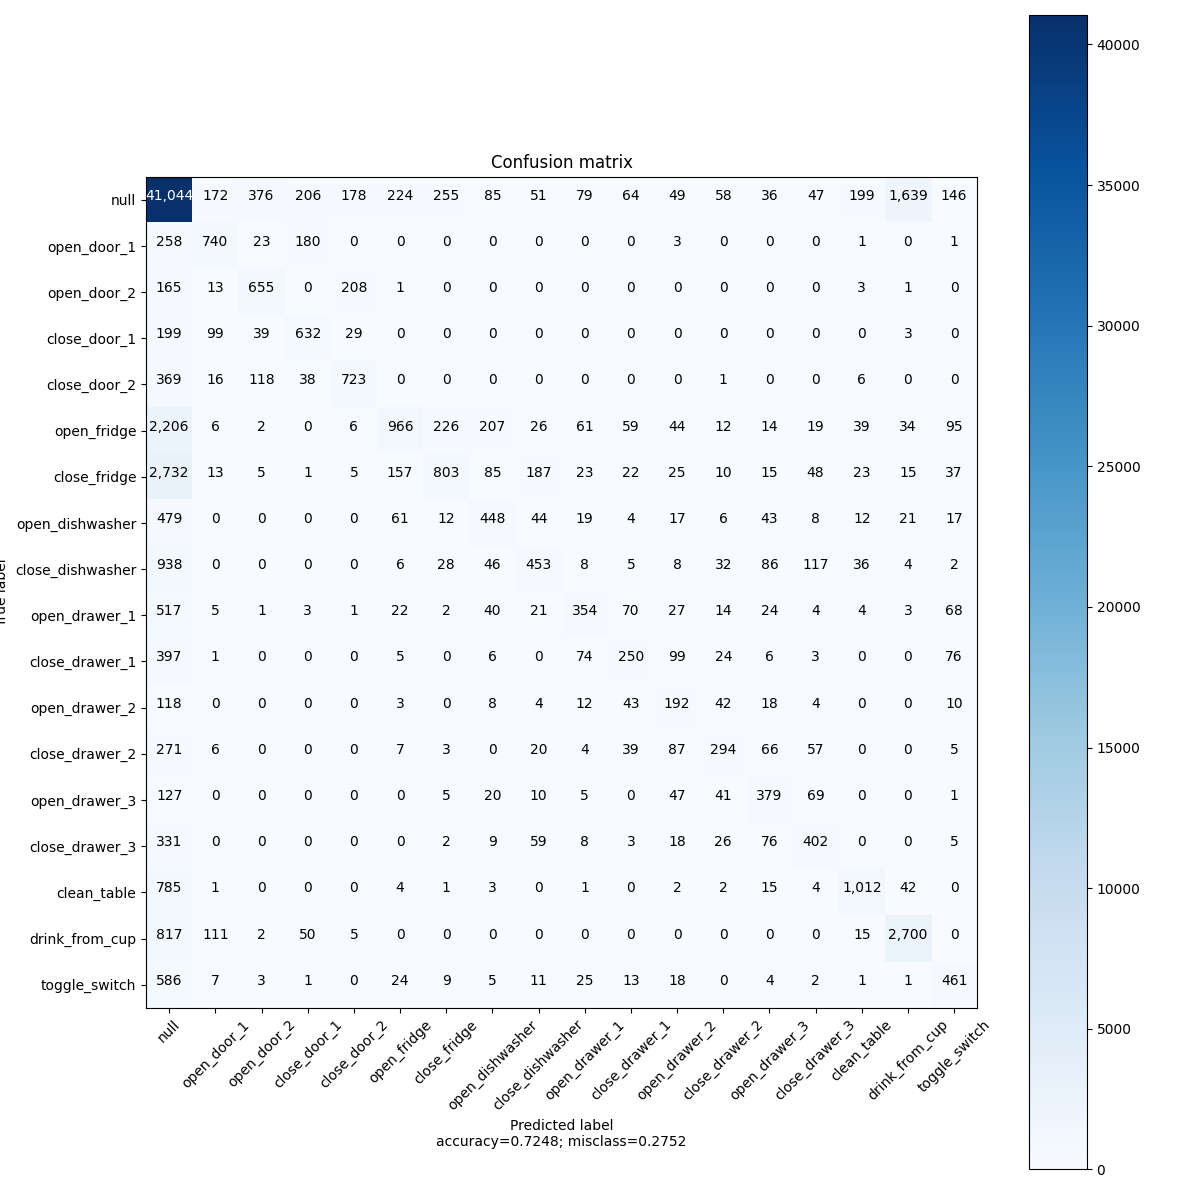 Confusion matrix
null 41,044 172 376 206 178 224 255 85 51 79 64 49 58 36 47 199 1,639 146
open_door_1 258 740 23 180 0 0 0 0 0 0 0 3 0 0 0 1 0 1
open_door_2 165 13 655 0 208 1 0 0 0 0 0 0 0 0 0 3 1 0
close_door_1 199 99 39 632 29 0 0 0 0 0 0 0 0 0 0 0 3 0
close_door_2 369 16 118 38 723 0 0 0 0 0 0 0 1 0 0 6 0 0
open_fridge 2,206 6 2 0 6 966 226 207 26 61 59 44 12 14 19 39 34 95
close_fridge 2,732 13 5 1 5 157 803 85 187 23 22 25 10 15 48 23 15 37
open_dishwasher 479 0 0 0 0 61 12 448 44 19 4 17 6 43 8 12 21 17
close_dishwasher 938 0 0 0 0 6 28 46 453 8 5 8 32 86 117 36 4 2
open_drawer_1 517 5 1 3 1 22 2 40 21 354 70 27 14 24 4 4 3 68
close_drawer_1 397 1 0 0 0 5 0 6 0 74 250 99 24 6 3 0 0 76
open_drawer_2 118 0 0 0 0 3 0 8 4 12 43 192 42 18 4 0 0 10
close_drawer_2 271 6 0 0 0 7 3 0 20 4 39 87 294 66 57 0 0 5
open_drawer_3 127 0 0 0 0 0 5 20 10 5 0 47 41 379 69 0 0 1
close_drawer_3 331 0 0 0 0 0 2 9 59 8 3 18 26 76 402 0 0 5
clean_table 785 1 0 0 0 4 1 3 0 1 0 2 2 15 4 1,012 42 0
drink_from_cup 817 111 2 50 5 0 0 0 0 0 0 0 0 0 0 15 2,700 0
toggle_switch 586 7 3 1 0 24 9 5 11 25 13 18 0 4 2 1 1 461
null open_door_1 open_door_2 close_door_1 close_door_2 open_fridge close_fridge open_dishwasher close_dishwasher open_drawer_1 close_drawer_1 open_drawer_2 close_drawer_2 open_drawer_3 close_drawer_3 clean_table drink_from_cup toggle_switch
Predicted label
accuracy=0.7248; misclass=0.2752
40000
35000
30000
25000
20000
15000
10000
5000
0